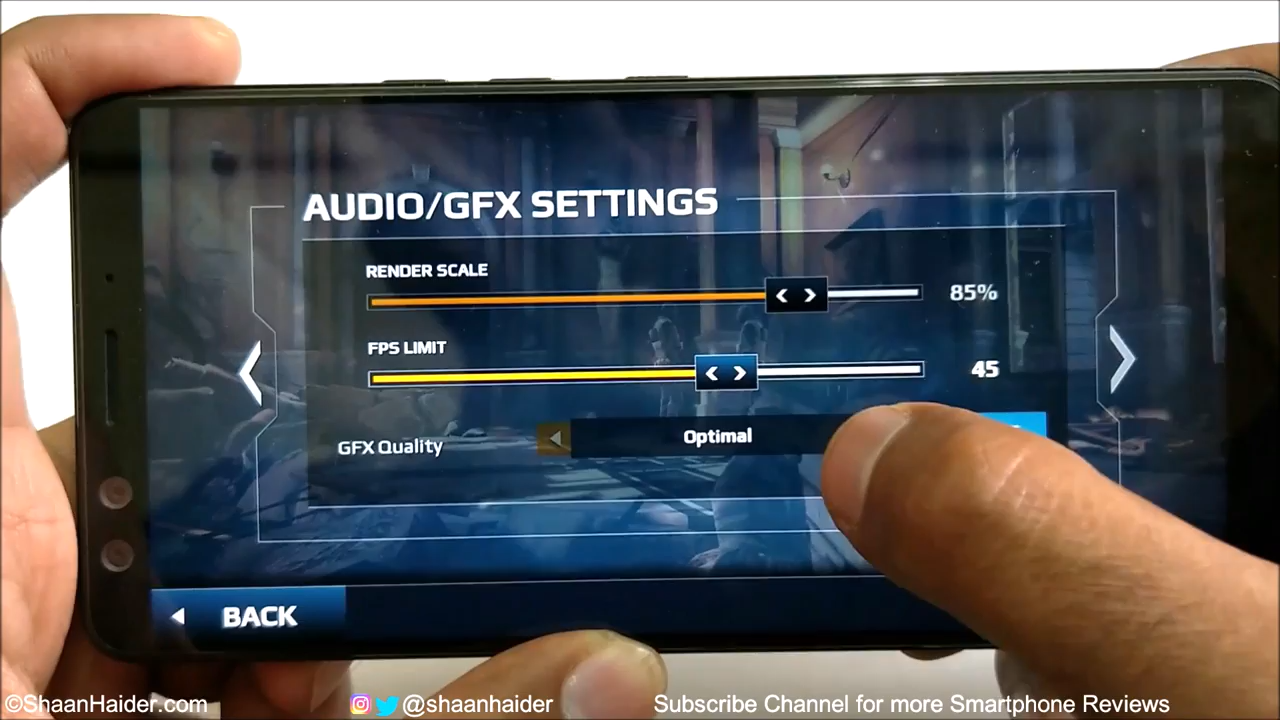 AUDIO/GFX SETTINGS
RENDER SCALE
85%
FPS LIMIT
45
GFX Quality
Optimal
BACK
©ShaanHaider.com
@shaanhaider
Subscribe Channel for more Smartphone Reviews